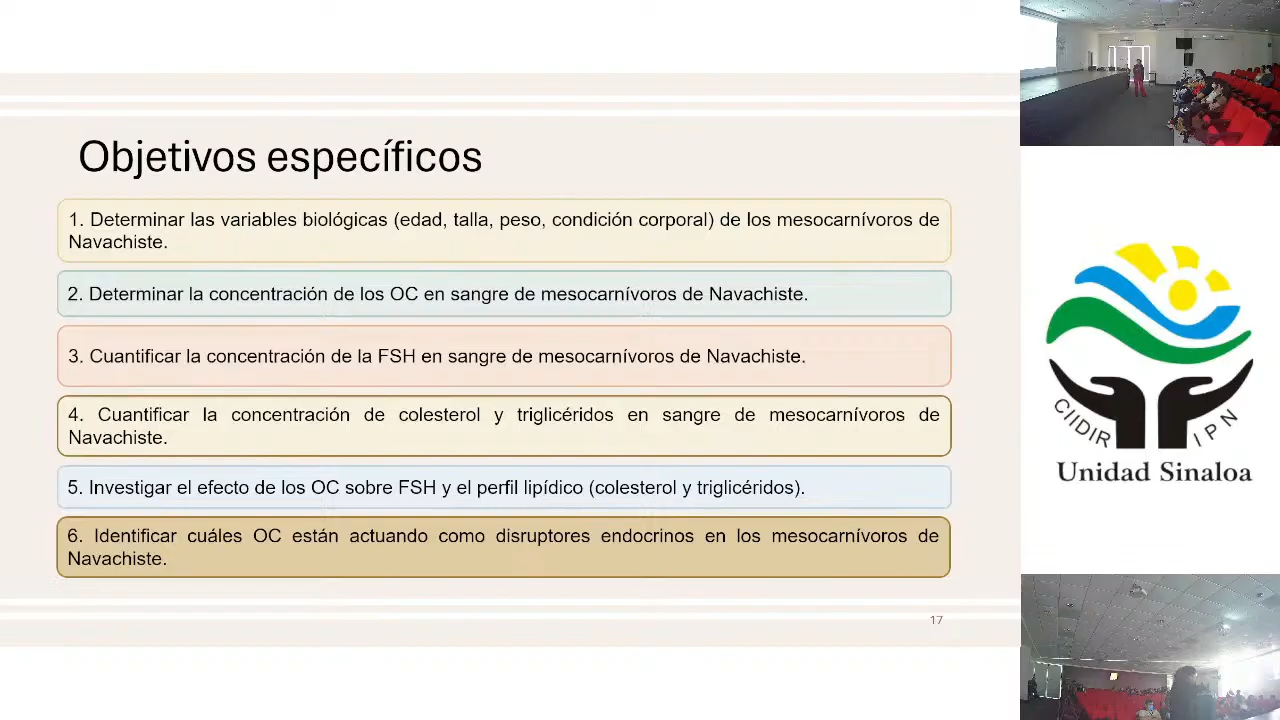 Objetivos específicos
1. Determinar las variables biológicas (edad, talla, peso, condición corporal) de los mesocarnívoros de
Navachiste.
2. Determinar la concentración de los OC en sangre de mesocarnívoros de Navachiste.
3. Cuantificar la concentración de la FSH en sangre de mesocarnívoros de Navachiste.
4. Cuantificar la concentración de colesterol y triglicéridos en sangre de mesocarnívoros de
Navachiste.
5. Investigar el efecto de los OC sobre FSH y el perfil lipídico (colesterol y triglicéridos).
6. Identificar cuáles OC están actuando como disruptores endocrinos en los mesocarnívoros de
Navachiste.
17
CIIDIR IPN
Unidad Sinaloa